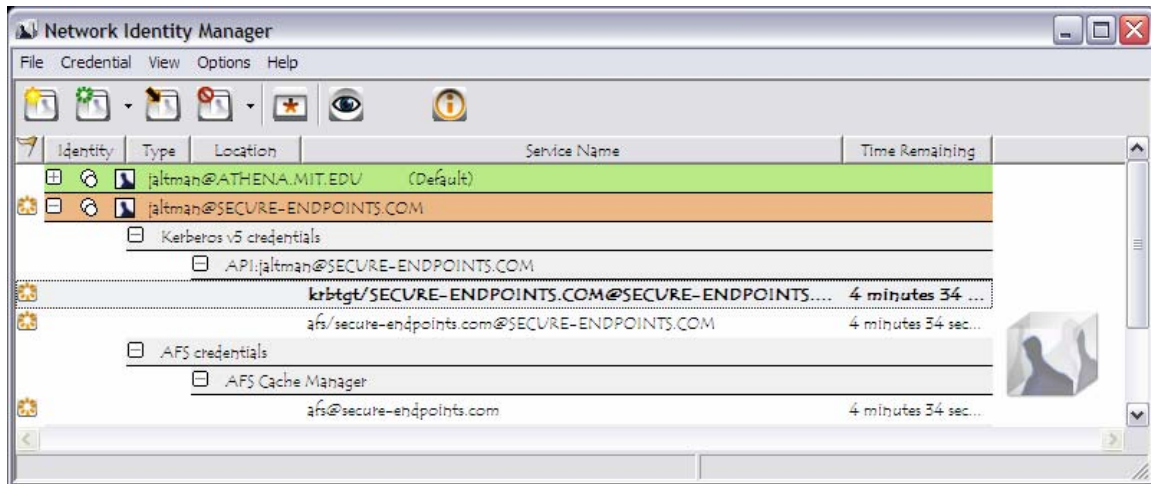 Network Identity Manager
File Credential View Options Help
Identity Type Location Service Name Time Remaining
jaltman@ATHENA.MIT.EDU (Default)
jaltman@SECURE-ENDPOINTS.COM
Kerberos v5 credentials
API:jaltman@SECURE-ENDPOINTS.COM
krbtgt/SECURE-ENDPOINTS.COM@SECURE-ENDPOINTS.... 4 minutes 34 ...
afs/secure-endpoints.com@SECURE-ENDPOINTS.COM 4 minutes 34 sec...
AFS credentials
AFS Cache Manager
afs@secure-endpoints.com 4 minutes 34 sec...